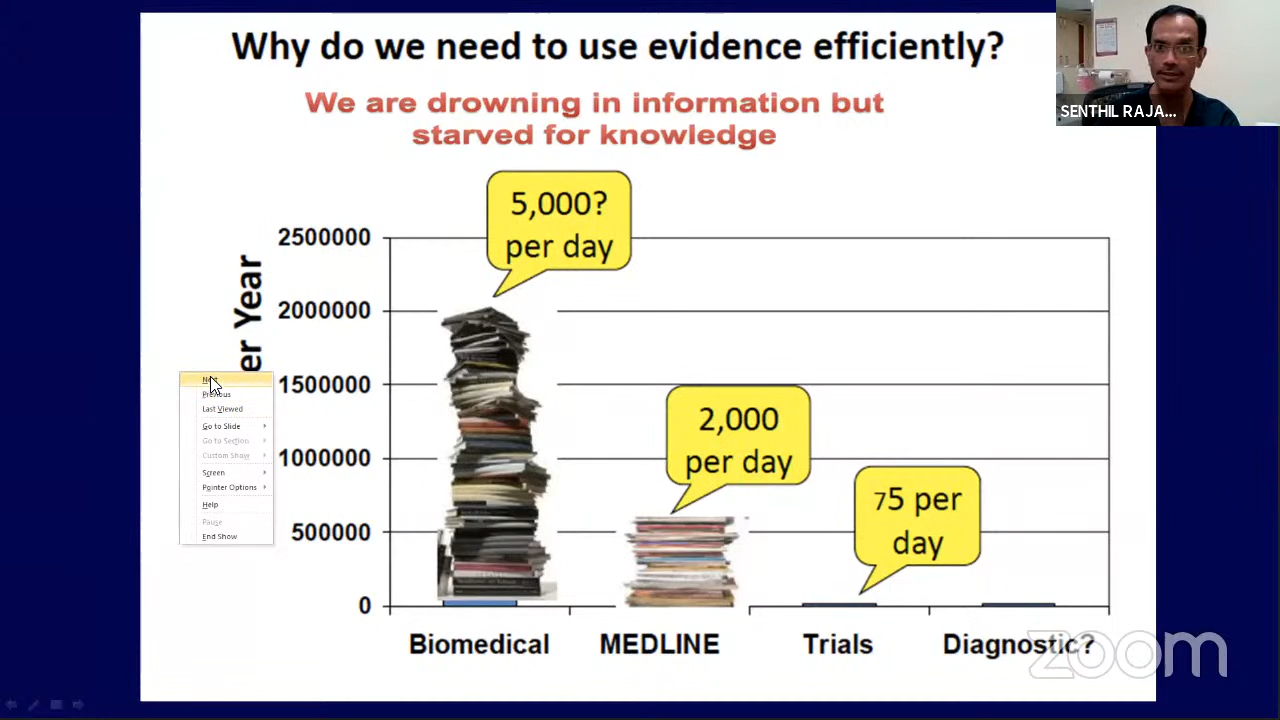 Why do we need to use evidence efficiently?
We are drowning in information but
starved for knowledge
SENTHIL RAJA...
5,000?
per day
2,000
per day
75 per
day
er Year
2500000
2000000
1500000
1000000
500000
0
Biomedical
MEDLINE
Trials
Diagnostic?
Previous
Last Viewed
Go to Slide
Go to Section
Custom Show
Screen
Pointer Options
Help
Pause
End Show
zoom